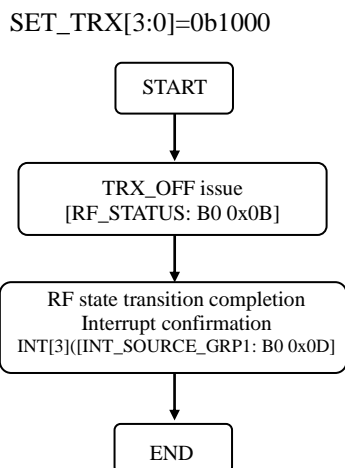 SET_TRX[3:0]=0b1000
START
TRX_OFF issue
[RF_STATUS: B0 0x0B]
RF state transition completion
Interrupt confirmation
INT[3]([INT_SOURCE_GRP1: B0 0x0D]
END